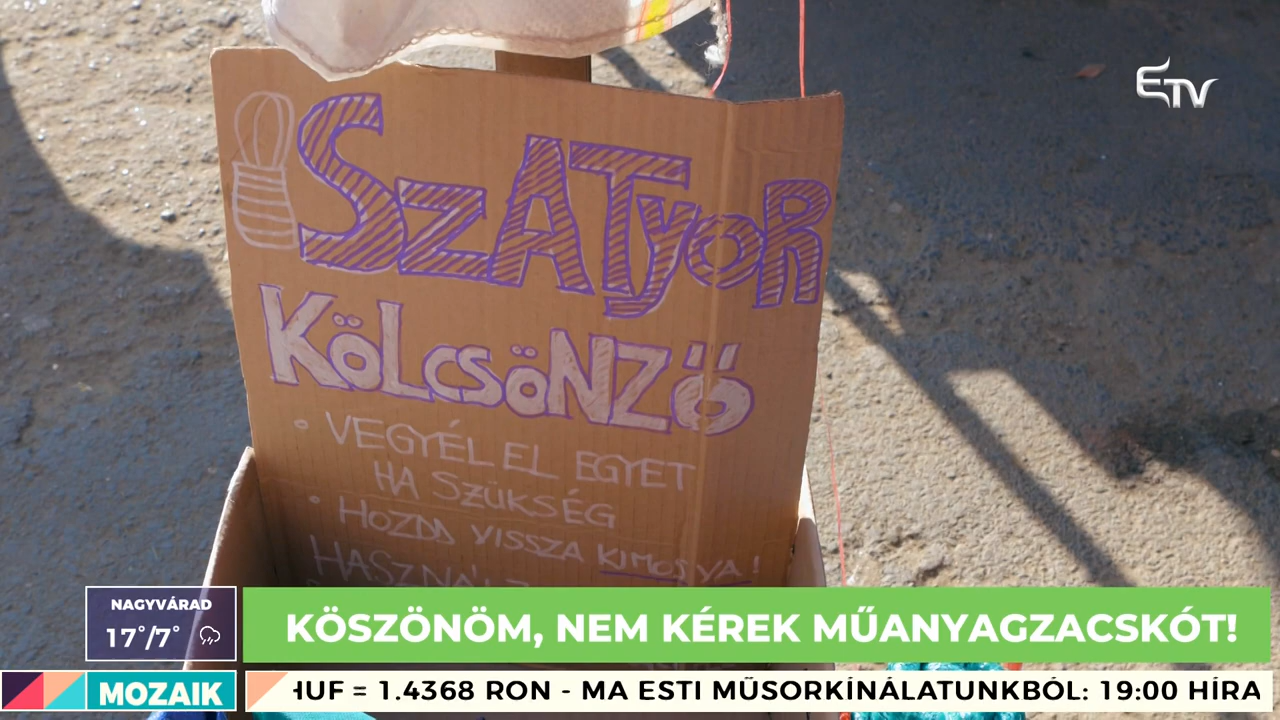 ETV
SZATYOR
KÖLCSÖNZŐ
• VEGYÉL EL EGYET
HA SZÜKSÉG
• HOZDD VISSZA KIMOSVA!
NAGYVÁRAD
17°/7°
KÖSZÖNÖM, NEM KÉREK MŰANYAGZACSKÓT!
MOZAIK
HUF = 1.4368 RON - MA ESTI MŰSORKÍNÁLATUNKBÓL: 19:00 HÍRA